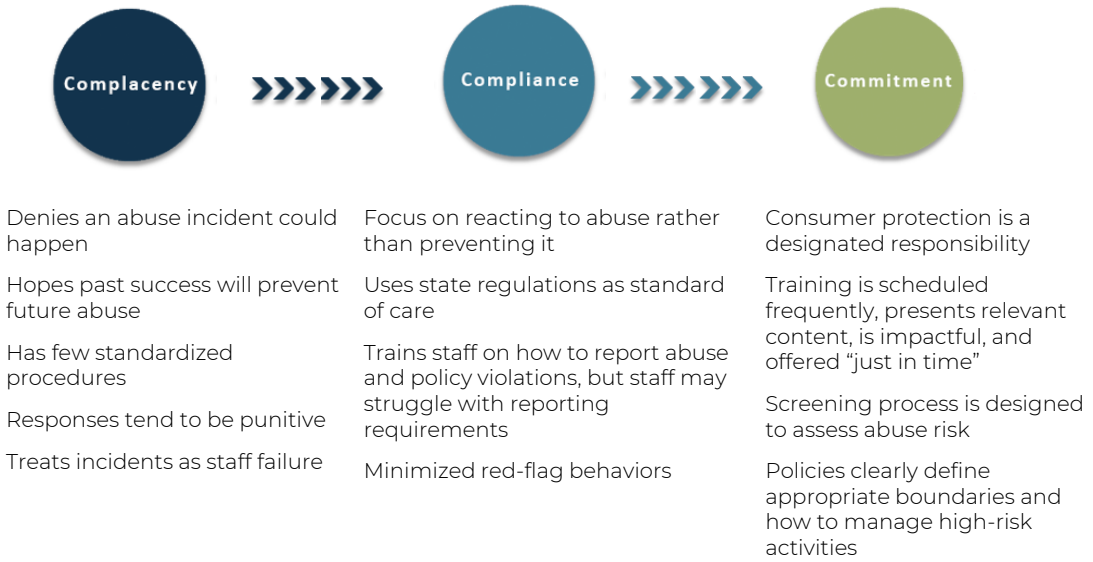 Complacency
Compliance
Commitment
Denies an abuse incident could
happen
Hopes past success will prevent
future abuse
Has few standardized
procedures
Responses tend to be punitive
Treats incidents as staff failure
Focus on reacting to abuse rather
than preventing it
Uses state regulations as standard
of care
Trains staff on how to report abuse
and policy violations, but staff may
struggle with reporting
requirements
Minimized red-flag behaviors
Consumer protection is a
designated responsibility
Training is scheduled
frequently, presents relevant
content, is impactful, and
offered “just in time”
Screening process is designed
to assess abuse risk
Policies clearly define
appropriate boundaries and
how to manage high-risk
activities